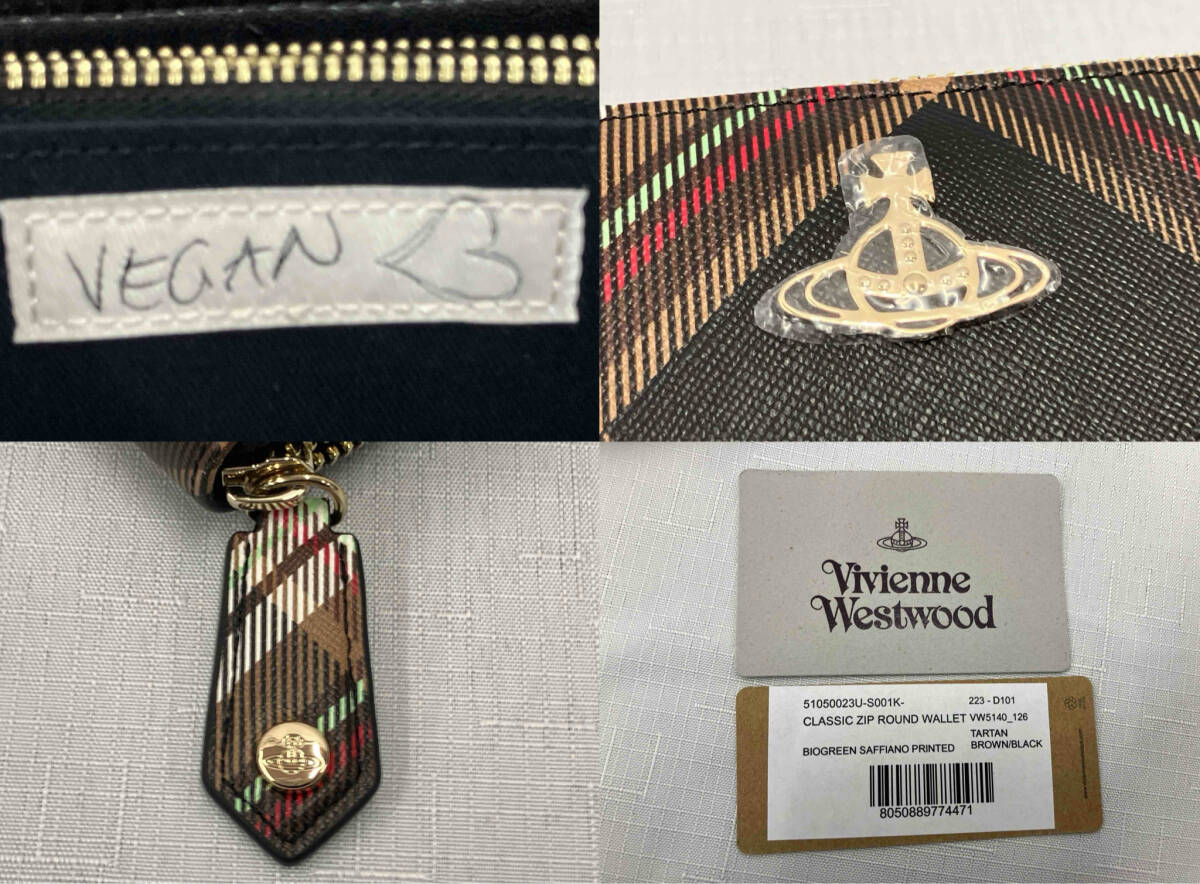 VEGAN <3
Vivienne
Westwood
51050023U-S001K- 223 - D101
CLASSIC ZIP ROUND WALLET VW5140_126
BIOGREEN SAFFIANO PRINTED TARTAN
BROWN/BLACK
8050889774471